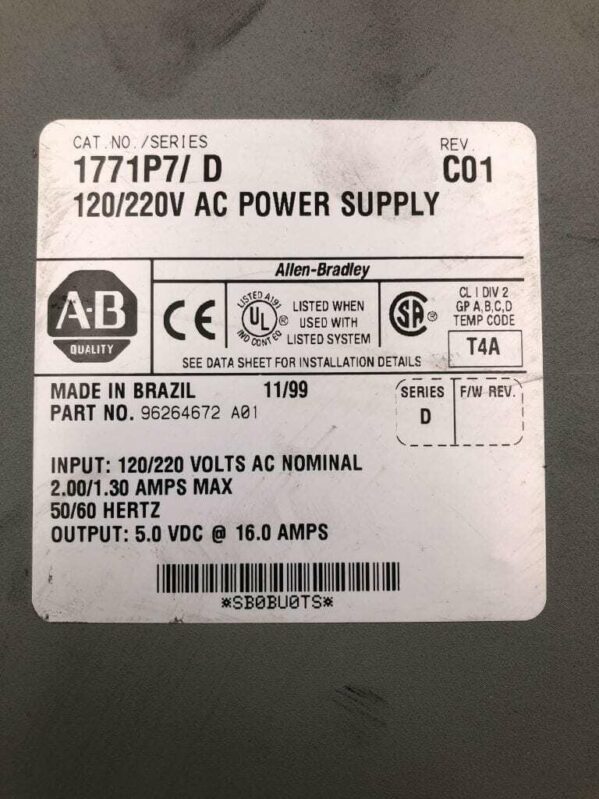 CAT.NO./SERIES
1771P7/ D
REV.
C01
120/220V AC POWER SUPPLY
Allen-Bradley
A-B
QUALITY
CE
LISTED A191
UL ®
IND CONT EQ
LISTED WHEN
USED WITH
LISTED SYSTEM
SA ®
CL I DIV 2
GP A,B,C,D
TEMP CODE
T4A
SEE DATA SHEET FOR INSTALLATION DETAILS
MADE IN BRAZIL 11/99
PART NO. 96264672 A01
SERIES
D
F/W REV.
INPUT: 120/220 VOLTS AC NOMINAL
2.00/1.30 AMPS MAX
50/60 HERTZ
OUTPUT: 5.0 VDC @ 16.0 AMPS
*SB0BU0TS*